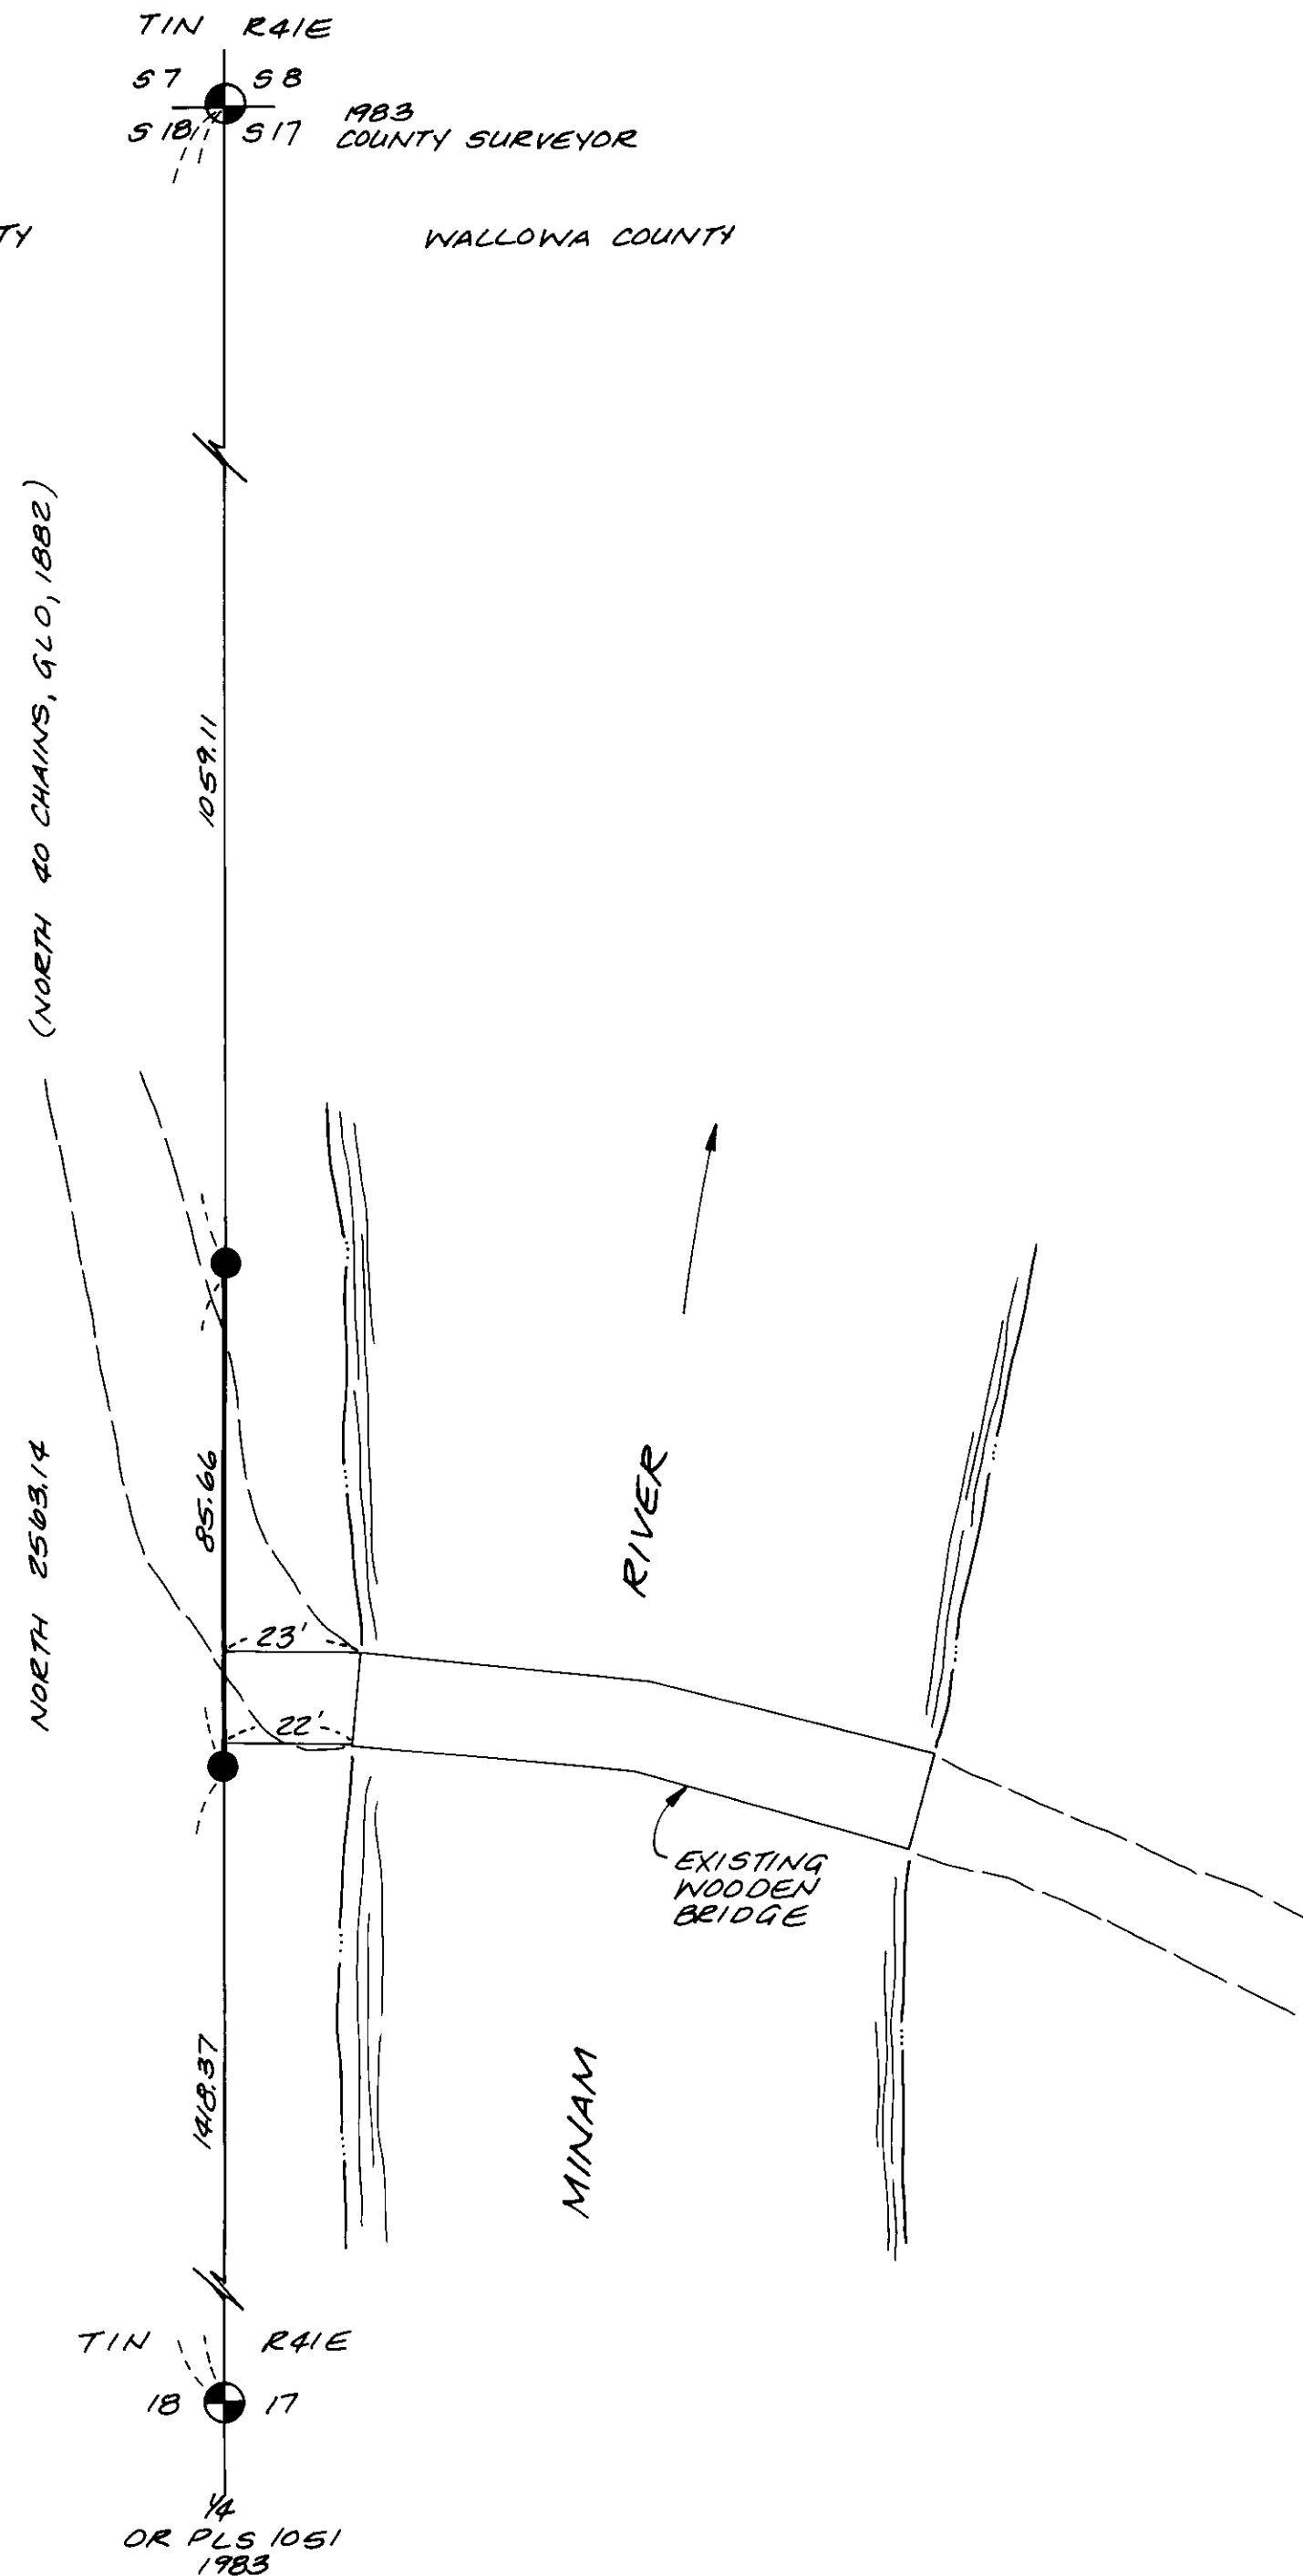 T1N R41E
S7 S8
S18 S17
1983
COUNTY SURVEYOR
TY
WALLOWA COUNTY
(NORTH 40 CHAINS, GLO, 1882)
1059.11
NORTH 2563.14
85.66
RIVER
23'
22'
EXISTING
WOODEN
BRIDGE
1418.37
MINAM
T1N R41E
18 17
1/4
OR PLS 1051
1983